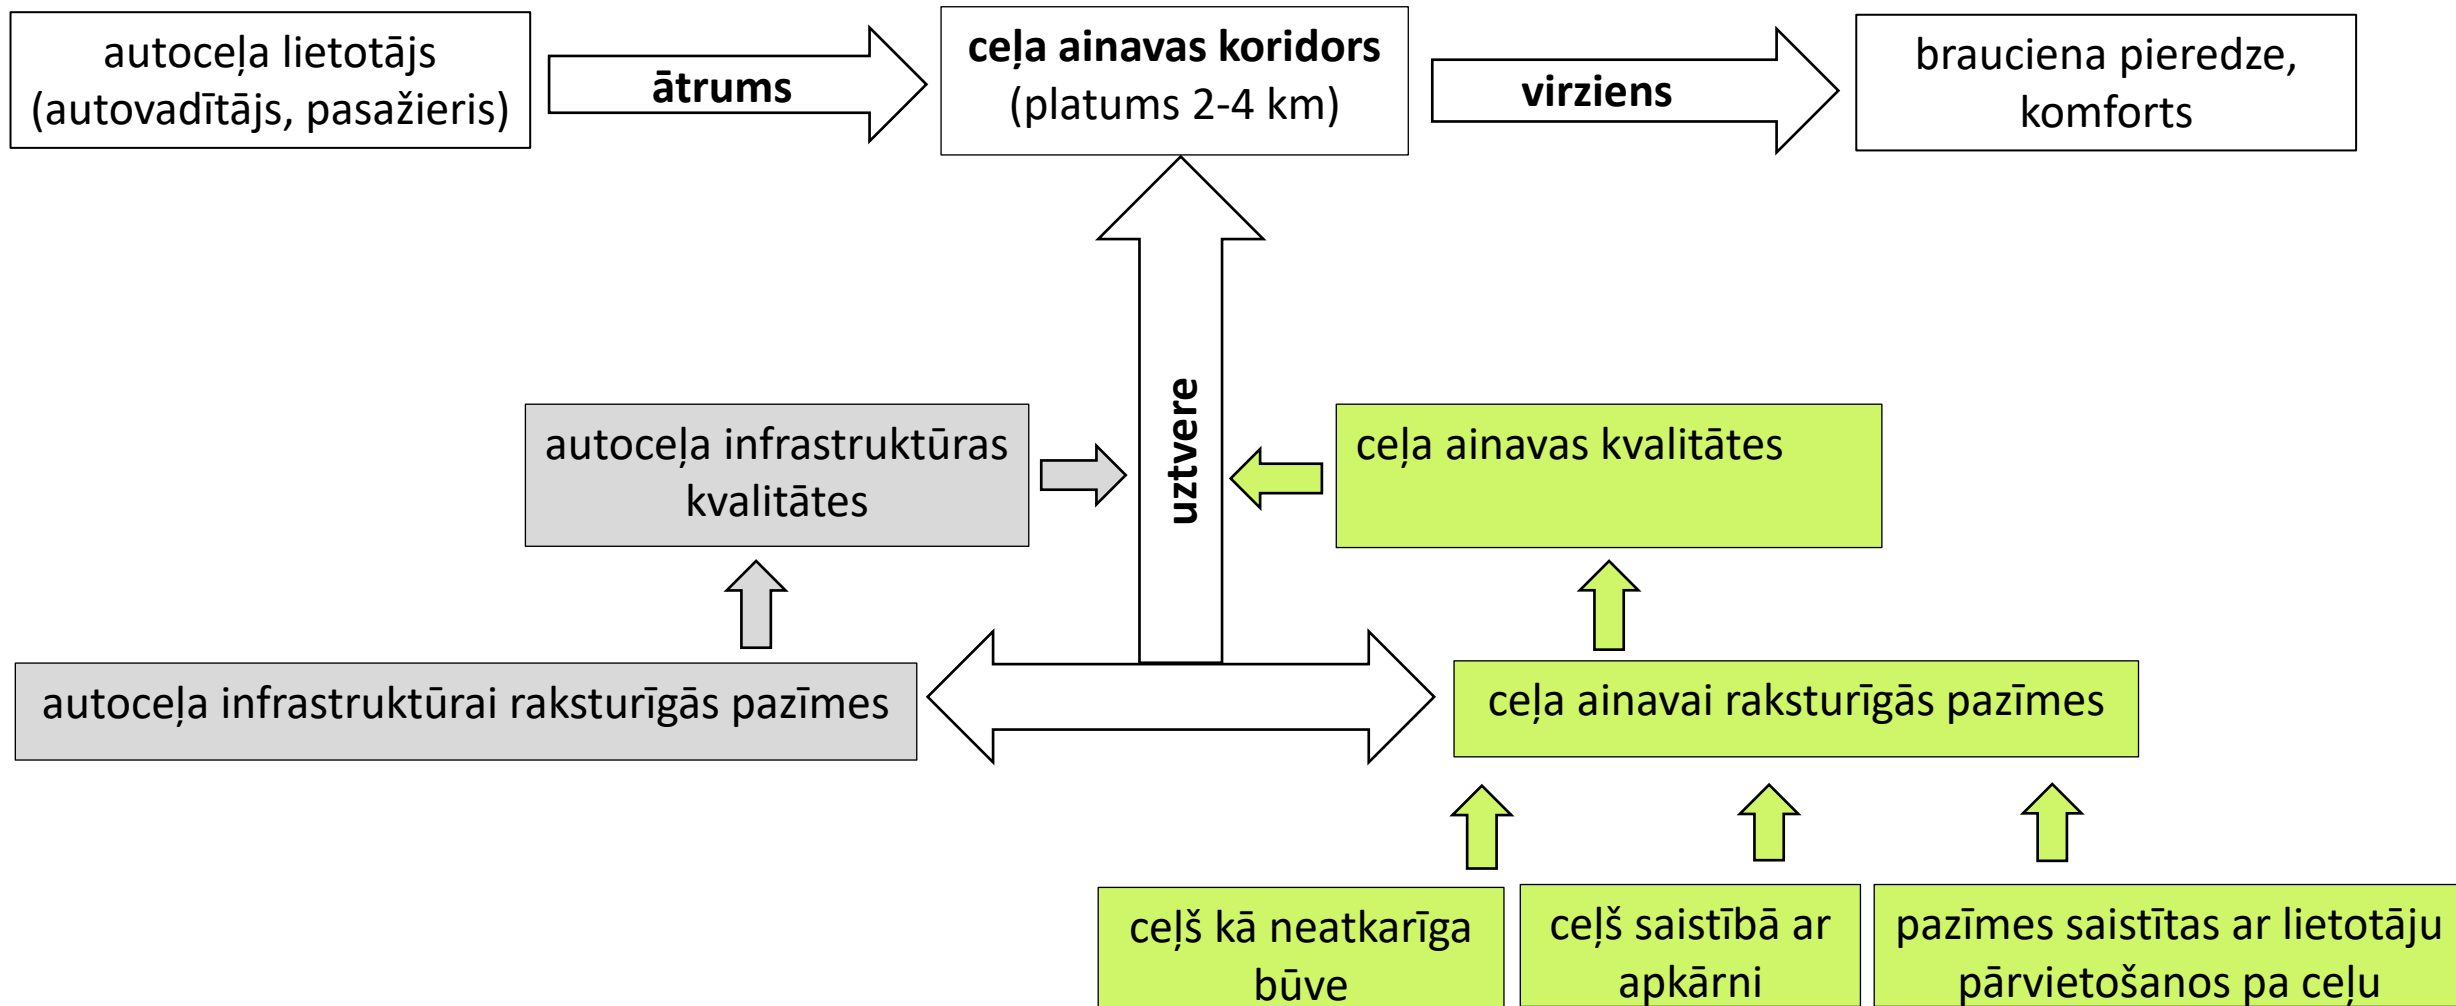 autoceļa lietotājs
(autovadītājs, pasažieris)
ātrums
ceļa ainavas koridors
(platums 2-4 km)
virziens
brauciena pieredze,
komforts
uztvere
autoceļa infrastruktūras
kvalitātes
ceļa ainavas kvalitātes
autoceļa infrastruktūrai raksturīgās pazīmes
ceļa ainavai raksturīgās pazīmes
ceļš kā neatkarīga
būve
ceļš saistībā ar
apkārni
pazīmes saistītas ar lietotāju
pārvietošanos pa ceļu